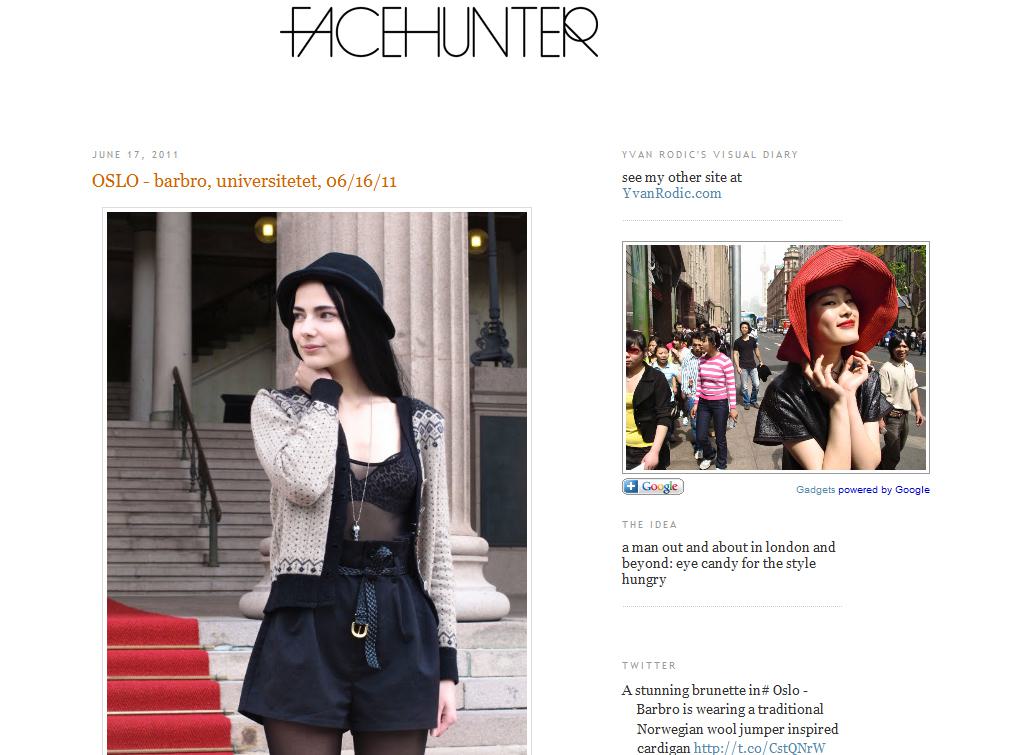 FACEHUNTER
JUNE 17, 2011
OSLO - barbro, universitetet, 06/16/11
YVAN RODIC'S VISUAL DIARY
see my other site at
YvanRodic.com
Google
Gadgets powered by Google
THE IDEA
a man out and about in london and
beyond: eye candy for the style
hungry
TWITTER
A stunning brunette in# Oslo -
Barbro is wearing a traditional
Norwegian wool jumper inspired
cardigan http://t.co/CstQNrW